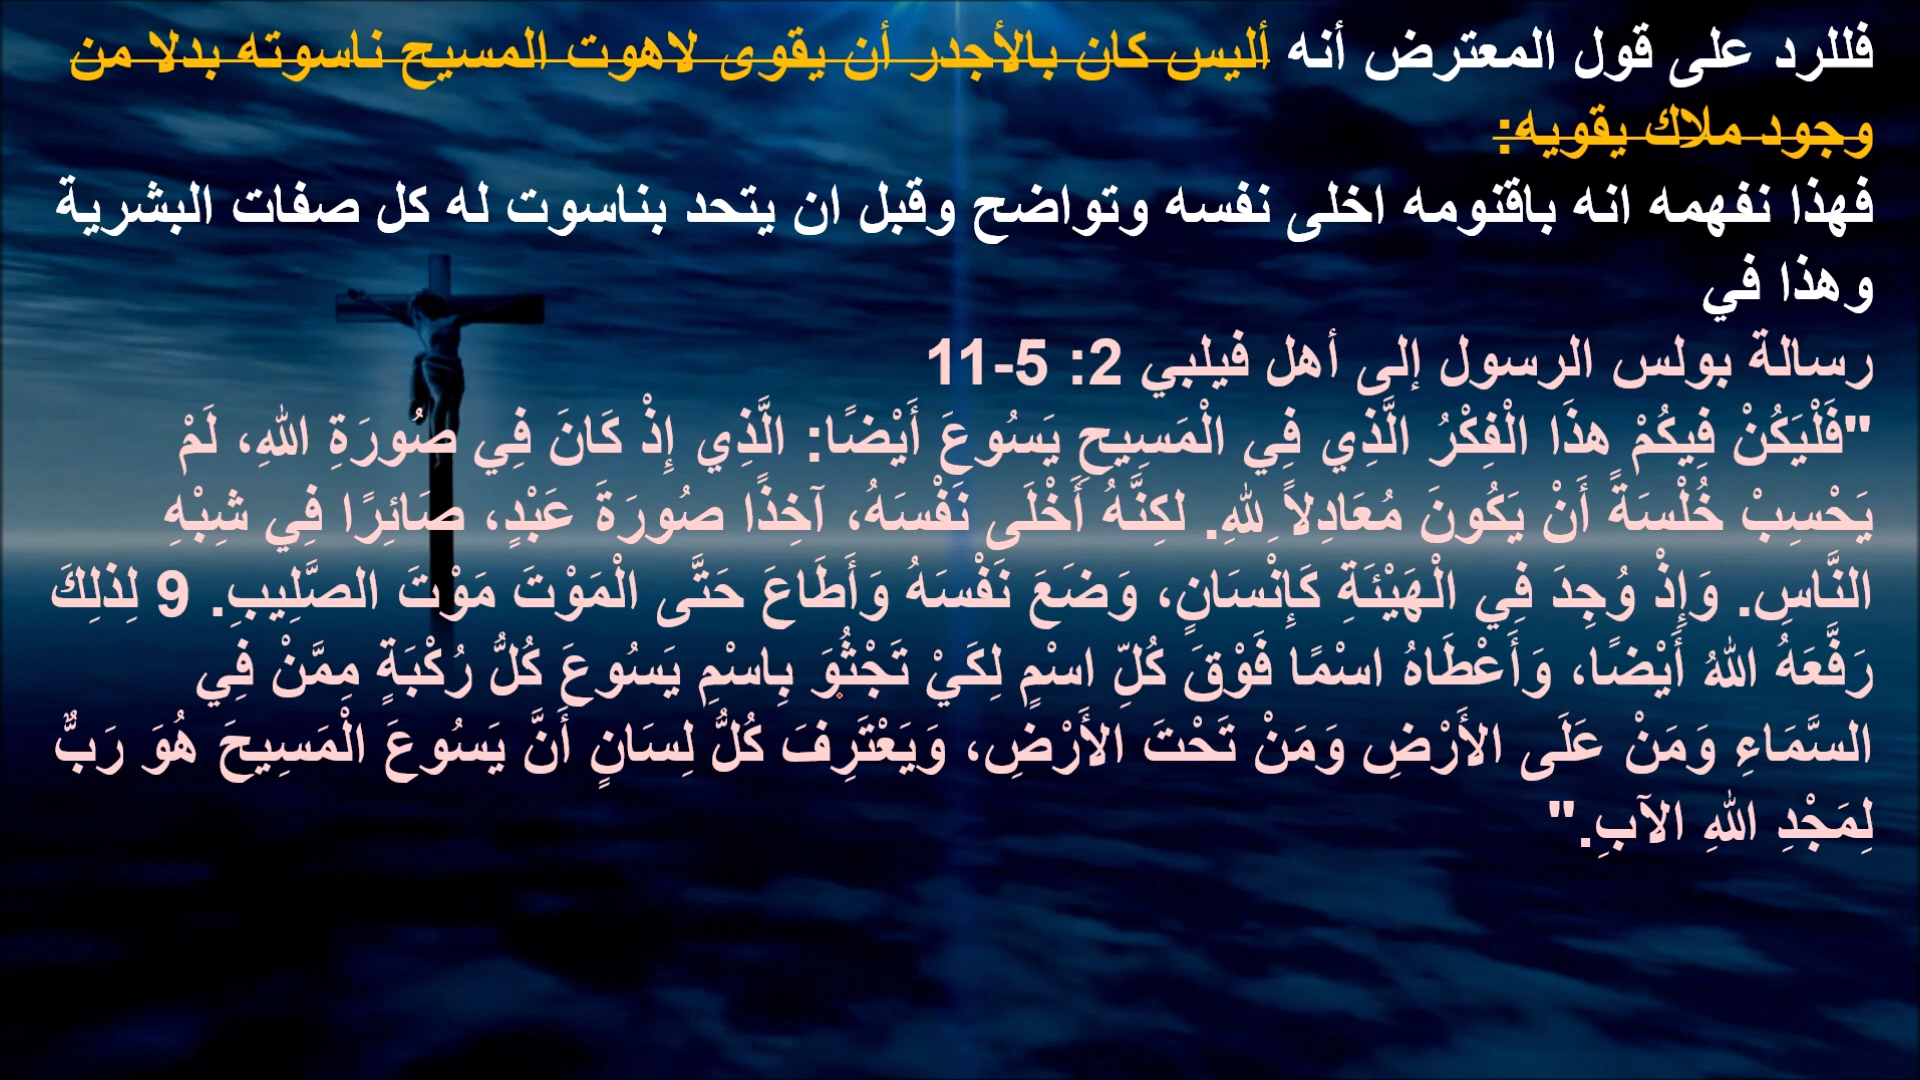 فللرد على قول المعترض أنه أليس كان بالأجدر أن يقوى لاهوت المسيح ناسوته بدلا من
وجود ملاك يقويه:
فهذا نفهمه انه باقنومه اخلى نفسه وتواضح وقبل ان يتحد بناسوت له كل صفات البشرية
وهذا في
رسالة بولس الرسول إلى أهل فيلبي 2: 5-11
"فَلْيَكُنْ فِيكُمْ هذَا الْفِكْرُ الَّذِي فِي الْمَسِيحِ يَسُوعَ أَيْضًا: الَّذِي إِذْ كَانَ فِي صُورَةِ اللهِ، لَمْ
يَحْسِبْ خُلْسَةً أَنْ يَكُونَ مُعَادِلاً ِللهِ. لكِنَّهُ أَخْلَى نَفْسَهُ، آخِذًا صُورَةَ عَبْدٍ، صَائِرًا فِي شِبْهِ
النَّاسِ. وَإِذْ وُجِدَ فِي الْهَيْئَةِ كَإِنْسَانٍ، وَضَعَ نَفْسَهُ وَأَطَاعَ حَتَّى الْمَوْتَ مَوْتَ الصَّلِيبِ. 9 لِذلِكَ
رَفَّعَهُ اللهُ أَيْضًا، وَأَعْطَاهُ اسْمًا فَوْقَ كُلِّ اسْمٍ لِكَيْ تَجْثُوَ بِاسْمِ يَسُوعَ كُلُّ رُكْبَةٍ مِمَّنْ فِي
السَّمَاءِ وَمَنْ عَلَى الأَرْضِ وَمَنْ تَحْتَ الأَرْضِ، وَيَعْتَرِفَ كُلُّ لِسَانٍ أَنَّ يَسُوعَ الْمَسِيحَ هُوَ رَبٌّ
لِمَجْدِ اللهِ الآبِ."